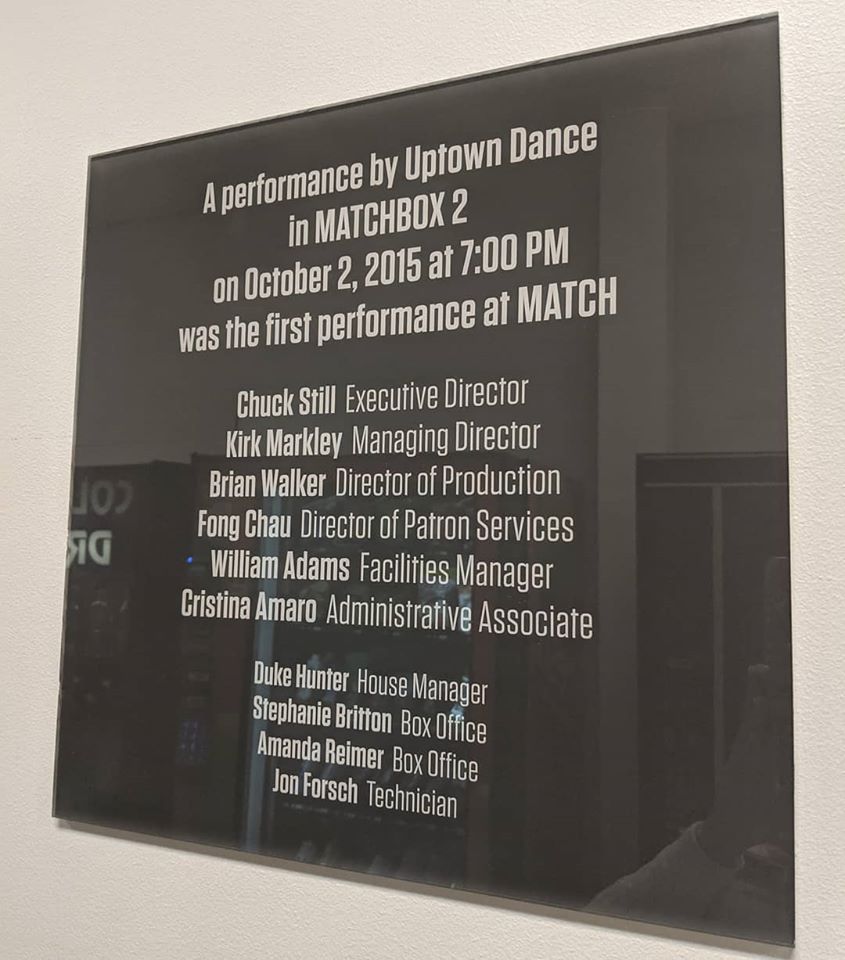 A performance by Uptown Dance
in MATCHBOX 2
on October 2, 2015 at 7:00 PM
was the first performance at MATCH
Chuck Still Executive Director
Kirk Markley Managing Director
Brian Walker Director of Production
Fong Chau Director of Patron Services
William Adams Facilities Manager
Cristina Amaro Administrative Associate
Duke Hunter House Manager
Stephanie Britton Box Office
Amanda Reimer Box Office
Jon Forsch Technician